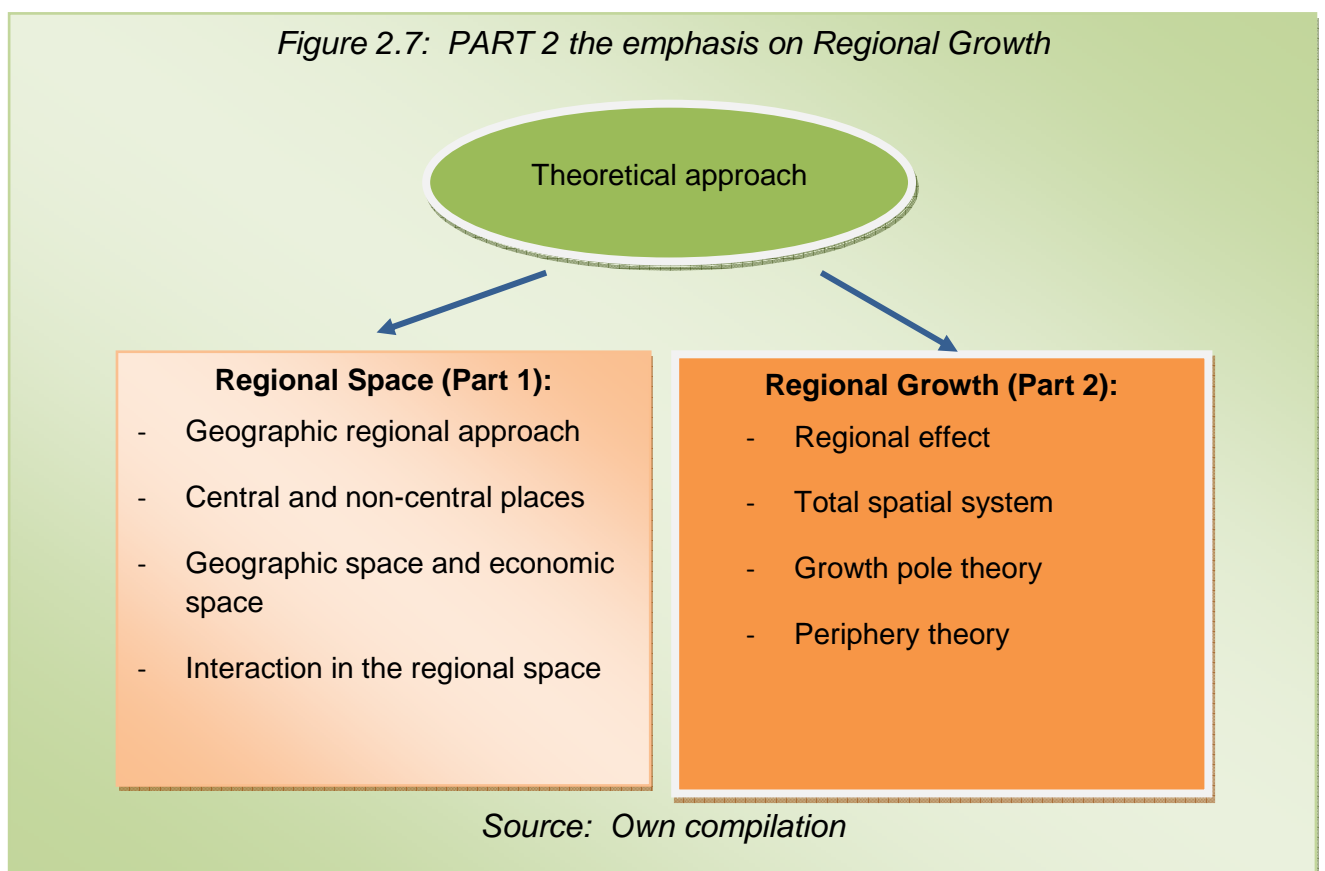 Figure 2.7:  PART 2 the emphasis on Regional Growth
Theoretical approach
Regional Space (Part 1):
- Geographic regional approach
- Central and non-central places
- Geographic space and economic
space
- Interaction in the regional space
Regional Growth (Part 2):
- Regional effect
- Total spatial system
- Growth pole theory
- Periphery theory
Source:  Own compilation